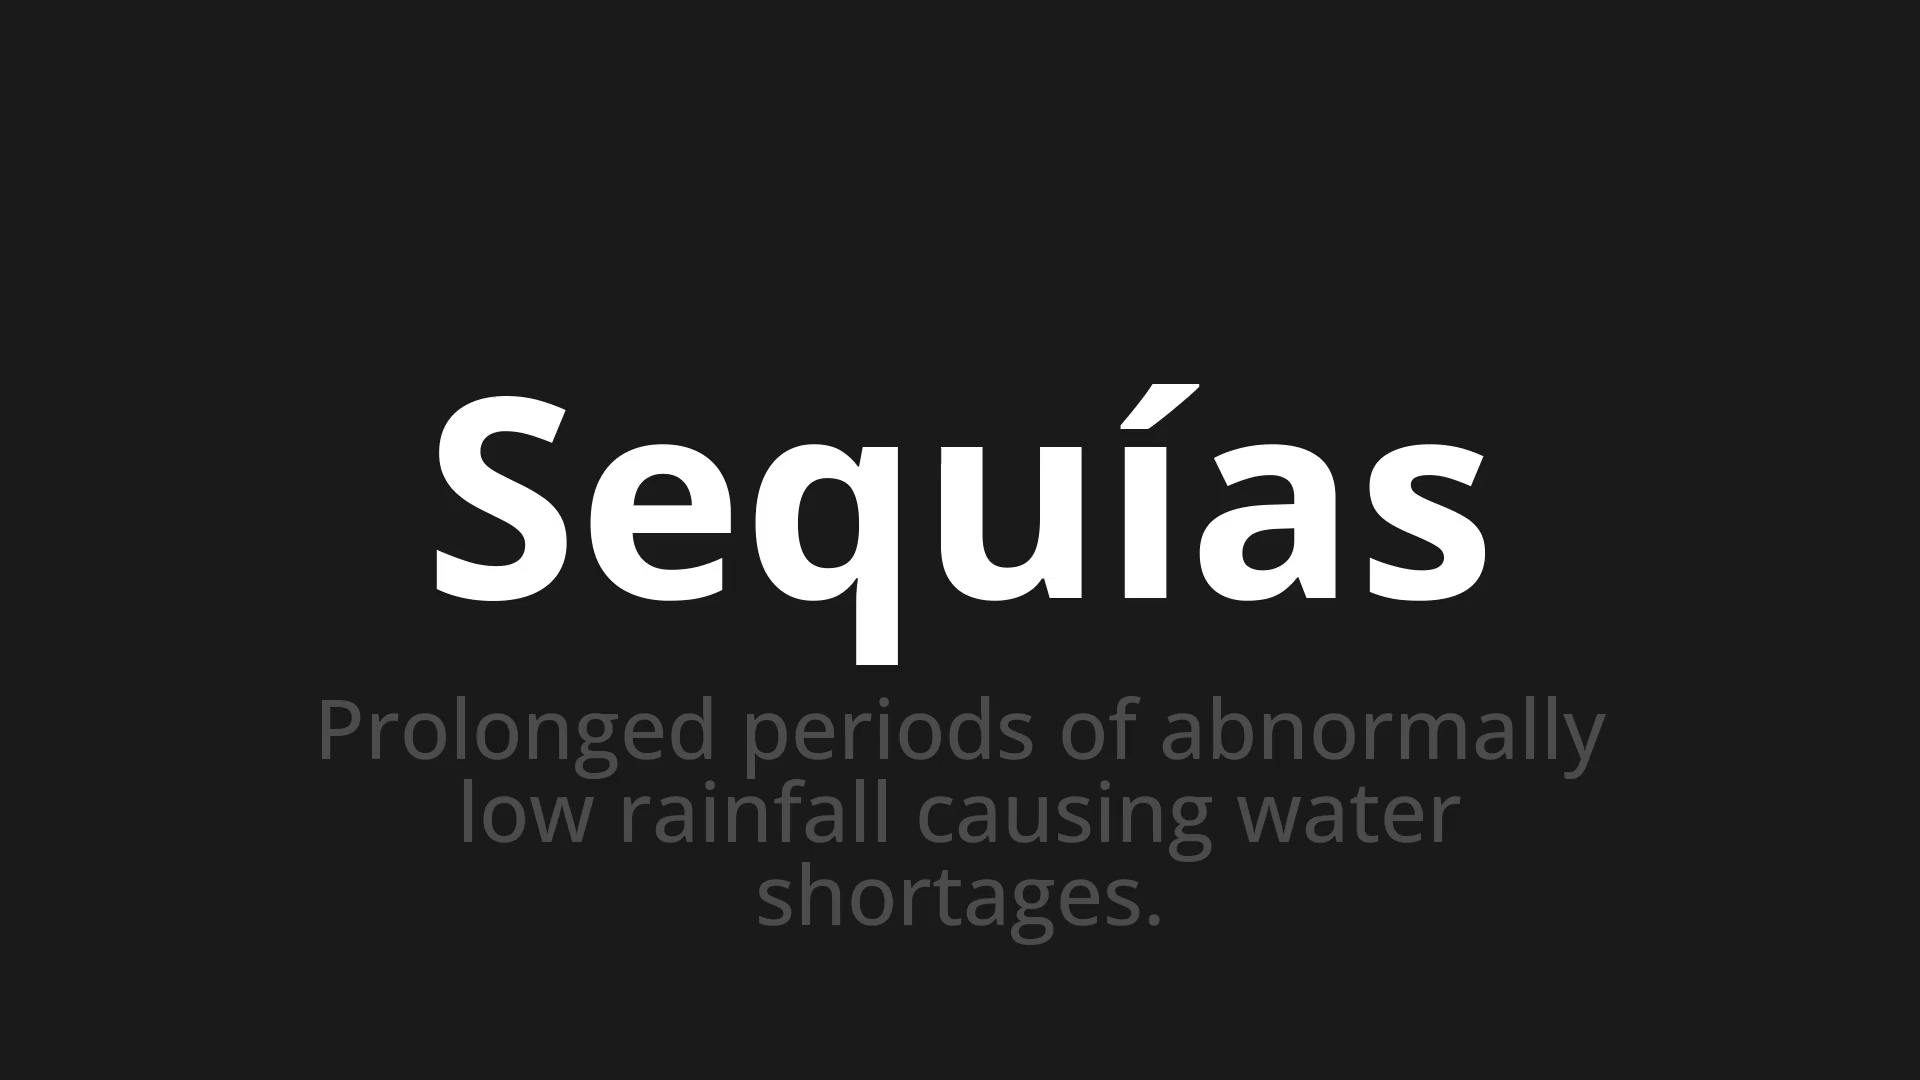 Sequías
Prolonged periods of abnormally
low rainfall causing water
shortages.